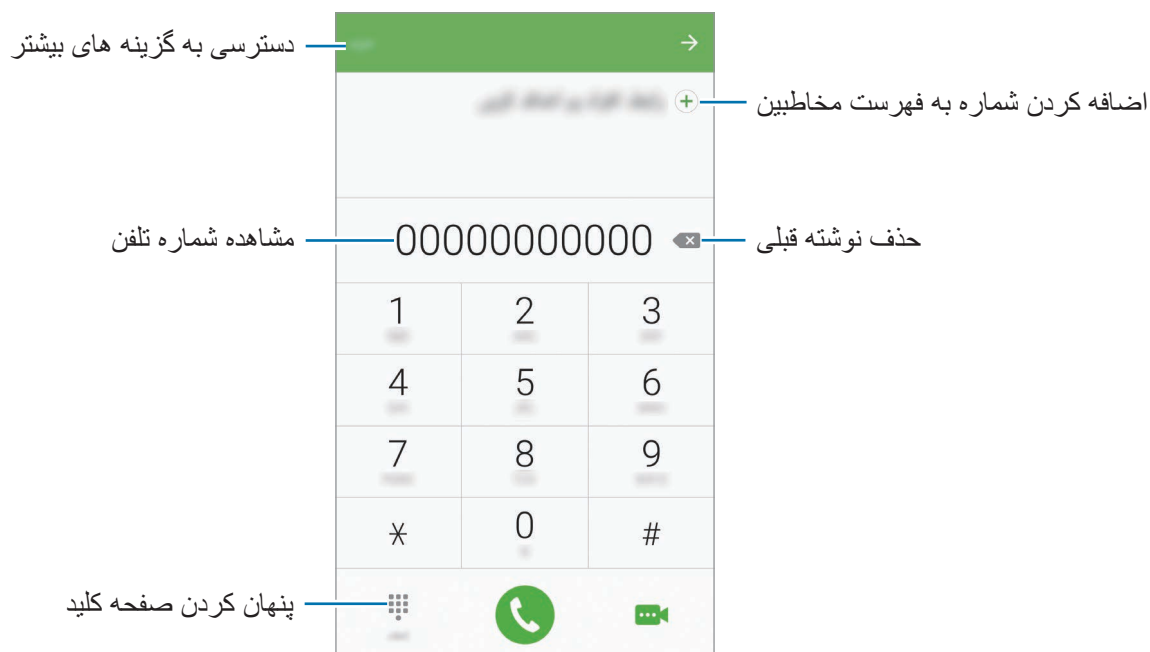 دسترسی به گزینه های بیشتر
اضافه کردن شماره به فهرست مخاطبین
مشاهده شماره تلفن
00000000000
حذف نوشته قبلی
1 2 3
4 5 6
7 8 9
* 0 #
پنهان کردن صفحه کلید